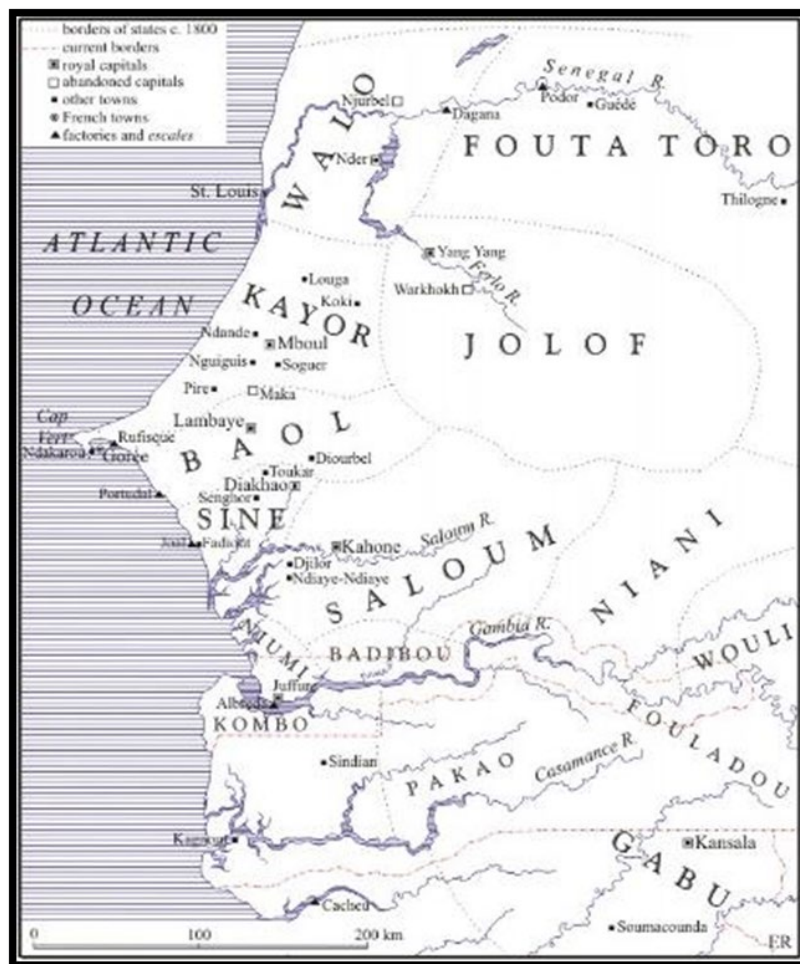 borders of states c. 1800
current borders
royal capitals
abandoned capitals
other towns
French towns
factories and escales
Senegal R.
Njurbel
Podor
Guédé
Dagana
WALO
FOUTA TORO
Nder
St. Louis
Thilogne
ATLANTIC
OCEAN
Yang Yang
Ferlo R.
Warkhokh
Louga
Koki
KAYOR
JOLOF
Ndande
Mboul
Nguiguis
Soguer
Pire
Maka
Cap
Vert
Lambaye
Rufisque
BAOL
Ndakarou
Gorée
Diourbel
Toukar
Diakhao
Portudal
Senghor
SINE
Joal
Fadiout
Kahone
Saloum R.
Djilor
Ndiaye-Ndiaye
SALOUM
NIANI
Gambia R.
NIUMI
BADIBOU
WOULI
Juffure
Albreda
KOMBO
FOULADOU
Sindian
PAKAO
Casamance R.
GABU
Kansala
Cacheu
Soumacounda
0 100 200 km
ER